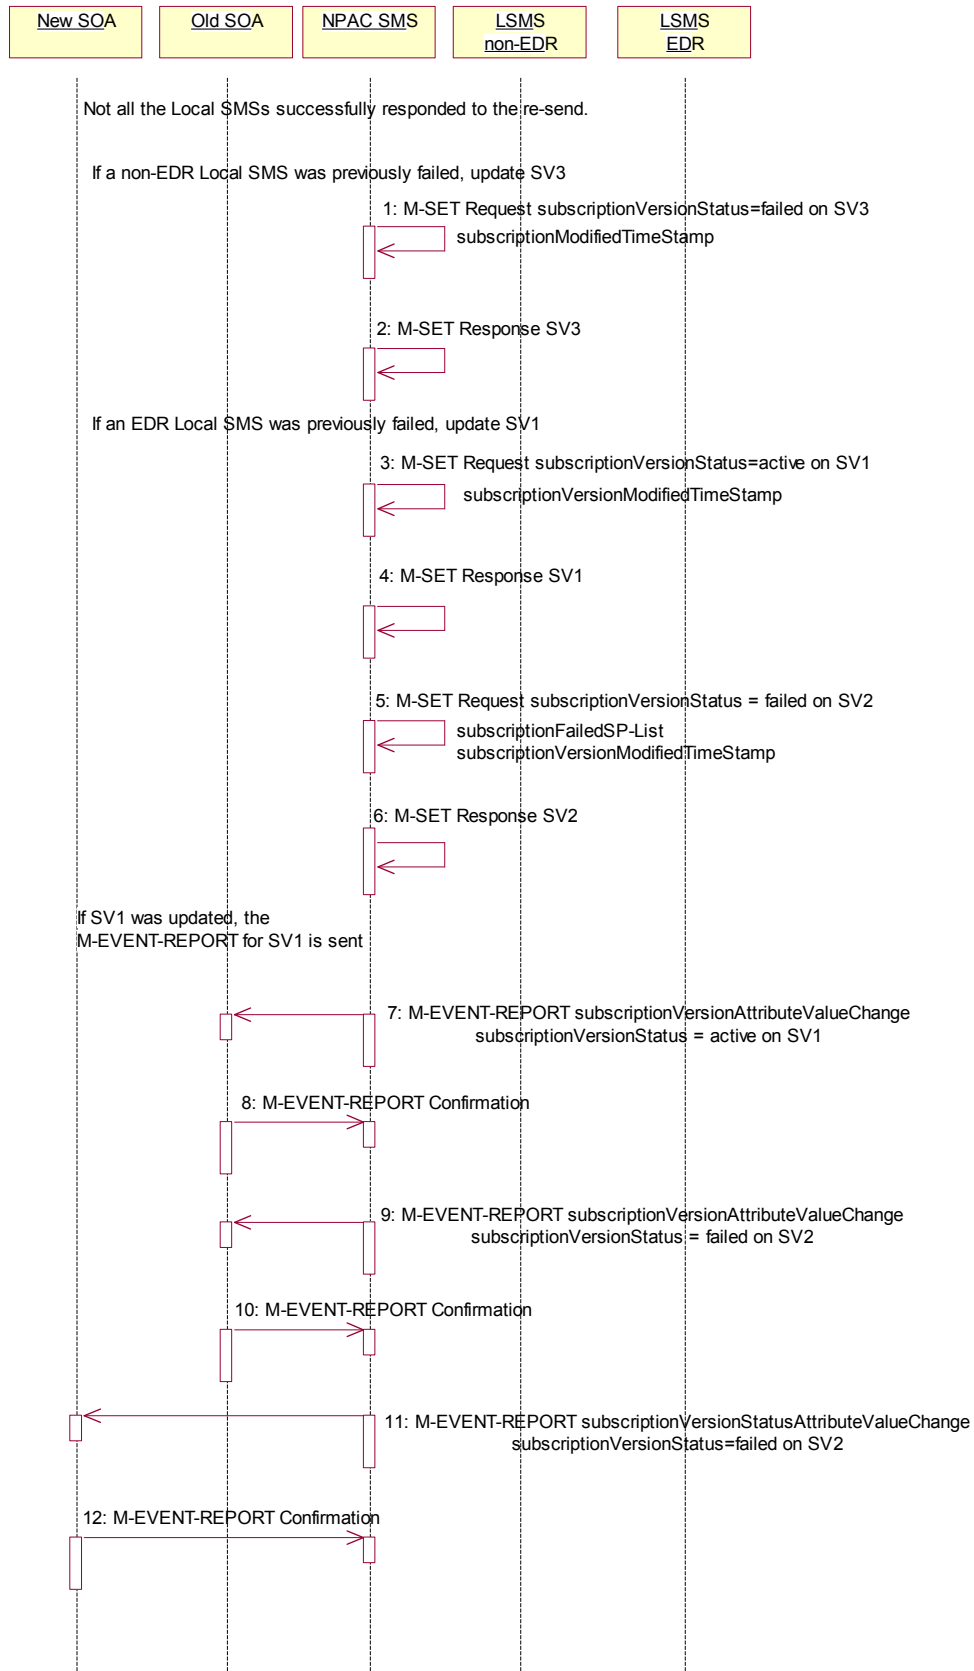 New SOA
Old SOA
NPAC SMS
LSMS
non-EDR
LSMS
EDR
Not all the Local SMSs successfully responded to the re-send.
If a non-EDR Local SMS was previously failed, update SV3
1: M-SET Request subscriptionVersionStatus=failed on SV3
subscriptionModifiedTimeStamp
2: M-SET Response SV3
If an EDR Local SMS was previously failed, update SV1
3: M-SET Request subscriptionVersionStatus=active on SV1
subscriptionVersionModifiedTimeStamp
4: M-SET Response SV1
5: M-SET Request subscriptionVersionStatus = failed on SV2
subscriptionFailedSP-List
subscriptionVersionModifiedTimeStamp
6: M-SET Response SV2
If SV1 was updated, the
M-EVENT-REPORT for SV1 is sent
7: M-EVENT-REPORT subscriptionVersionAttributeValueChange
subscriptionVersionStatus = active on SV1
8: M-EVENT-REPORT Confirmation
9: M-EVENT-REPORT subscriptionVersionAttributeValueChange
subscriptionVersionStatus = failed on SV2
10: M-EVENT-REPORT Confirmation
11: M-EVENT-REPORT subscriptionVersionStatusAttributeValueChange
subscriptionVersionStatus=failed on SV2
12: M-EVENT-REPORT Confirmation